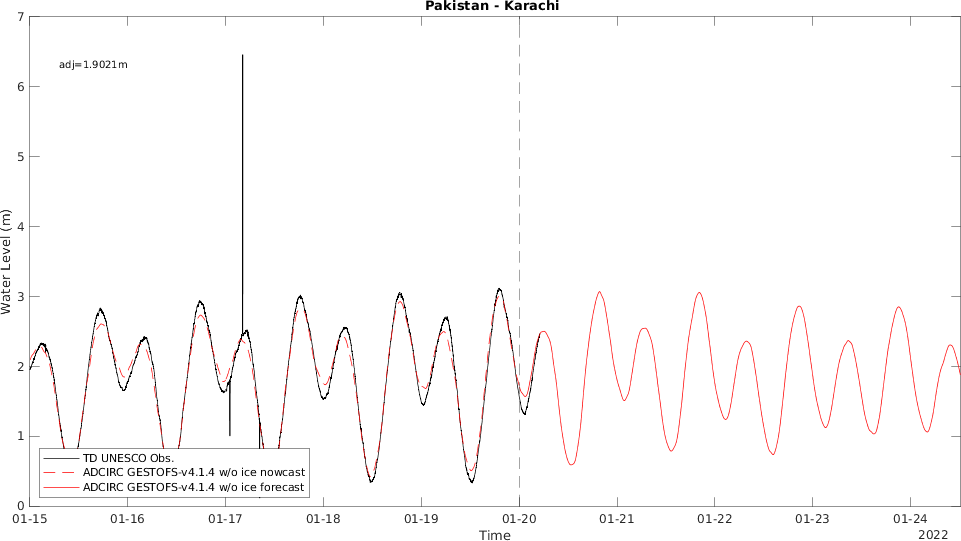 Pakistan - Karachi
7
adj=1.9021m
6
5
4
3
2
1
0
Water Level (m)
TD UNESCO Obs.
ADCIRC GESTOFS-v4.1.4 w/o ice nowcast
ADCIRC GESTOFS-v4.1.4 w/o ice forecast
01-15 01-16 01-17 01-18 01-19 01-20 01-21 01-22 01-23 01-24
Time
2022